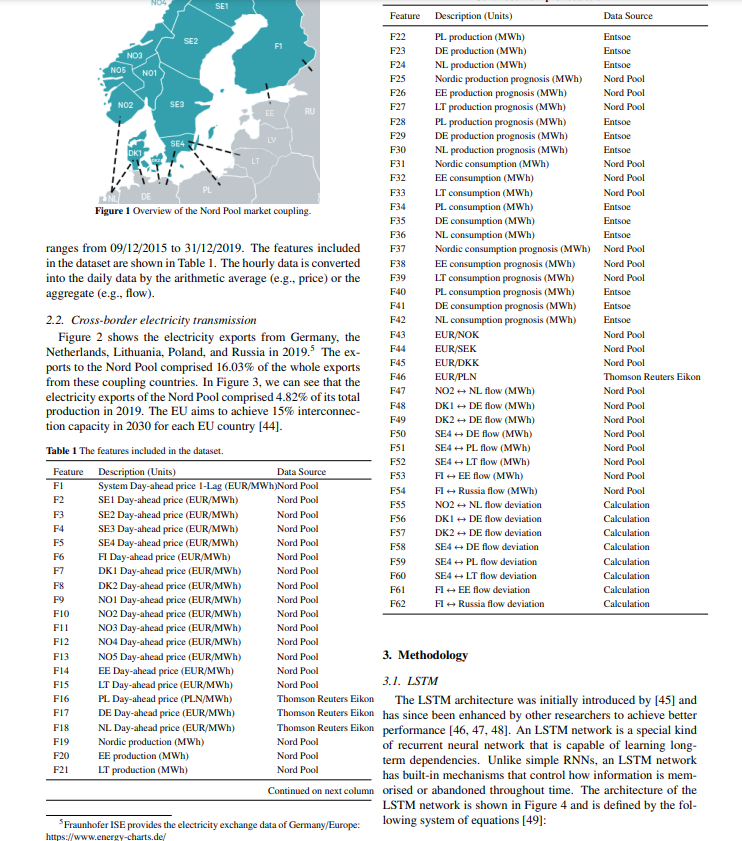 NO4
SE1
SE2
F1
NO3
NO5
NO1
NO2
SE3
EE
RU
LV
SE4
DK1
LT
NL
DE
PL
Figure 1 Overview of the Nord Pool market coupling.
ranges from 09/12/2015 to 31/12/2019. The features included
in the dataset are shown in Table 1. The hourly data is converted
into the daily data by the arithmetic average (e.g., price) or the
aggregate (e.g., flow).
2.2. Cross-border electricity transmission
Figure 2 shows the electricity exports from Germany, the
Netherlands, Lithuania, Poland, and Russia in 2019.5 The ex-
ports to the Nord Pool comprised 16.03% of the whole exports
from these coupling countries. In Figure 3, we can see that the
electricity exports of the Nord Pool comprised 4.82% of its total
production in 2019. The EU aims to achieve 15% interconnec-
tion capacity in 2030 for each EU country [44].
Table 1 The features included in the dataset.
Feature Description (Units) Data Source
F1 System Day-ahead price 1-Lag (EUR/MWh)Nord Pool
F2 SE1 Day-ahead price (EUR/MWh) Nord Pool
F3 SE2 Day-ahead price (EUR/MWh) Nord Pool
F4 SE3 Day-ahead price (EUR/MWh) Nord Pool
F5 SE4 Day-ahead price (EUR/MWh) Nord Pool
F6 FI Day-ahead price (EUR/MWh) Nord Pool
F7 DK1 Day-ahead price (EUR/MWh) Nord Pool
F8 DK2 Day-ahead price (EUR/MWh) Nord Pool
F9 NO1 Day-ahead price (EUR/MWh) Nord Pool
F10 NO2 Day-ahead price (EUR/MWh) Nord Pool
F11 NO3 Day-ahead price (EUR/MWh) Nord Pool
F12 NO4 Day-ahead price (EUR/MWh) Nord Pool
F13 NO5 Day-ahead price (EUR/MWh) Nord Pool
F14 EE Day-ahead price (EUR/MWh) Nord Pool
F15 LT Day-ahead price (EUR/MWh) Nord Pool
F16 PL Day-ahead price (PLN/MWh) Thomson Reuters Eikon
F17 DE Day-ahead price (EUR/MWh) Thomson Reuters Eikon
F18 NL Day-ahead price (EUR/MWh) Thomson Reuters Eikon
F19 Nordic production (MWh) Nord Pool
F20 EE production (MWh) Nord Pool
F21 LT production (MWh) Nord Pool
Continued on next column
5Fraunhofer ISE provides the electricity exchange data of Germany/Europe:
https://www.energy-charts.de/
Feature Description (Units) Data Source
F22 PL production (MWh) Entsoe
F23 DE production (MWh) Entsoe
F24 NL production (MWh) Entsoe
F25 Nordic production prognosis (MWh) Nord Pool
F26 EE production prognosis (MWh) Nord Pool
F27 LT production prognosis (MWh) Nord Pool
F28 PL production prognosis (MWh) Entsoe
F29 DE production prognosis (MWh) Entsoe
F30 NL production prognosis (MWh) Entsoe
F31 Nordic consumption (MWh) Nord Pool
F32 EE consumption (MWh) Nord Pool
F33 LT consumption (MWh) Nord Pool
F34 PL consumption (MWh) Entsoe
F35 DE consumption (MWh) Entsoe
F36 NL consumption (MWh) Entsoe
F37 Nordic consumption prognosis (MWh) Nord Pool
F38 EE consumption prognosis (MWh) Nord Pool
F39 LT consumption prognosis (MWh) Nord Pool
F40 PL consumption prognosis (MWh) Entsoe
F41 DE consumption prognosis (MWh) Entsoe
F42 NL consumption prognosis (MWh) Entsoe
F43 EUR/NOK Nord Pool
F44 EUR/SEK Nord Pool
F45 EUR/DKK Nord Pool
F46 EUR/PLN Thomson Reuters Eikon
F47 NO2 ↔ NL flow (MWh) Nord Pool
F48 DK1 ↔ DE flow (MWh) Nord Pool
F49 DK2 ↔ DE flow (MWh) Nord Pool
F50 SE4 ↔ DE flow (MWh) Nord Pool
F51 SE4 ↔ PL flow (MWh) Nord Pool
F52 SE4 ↔ LT flow (MWh) Nord Pool
F53 FI ↔ EE flow (MWh) Nord Pool
F54 FI ↔ Russia flow (MWh) Nord Pool
F55 NO2 ↔ NL flow deviation Calculation
F56 DK1 ↔ DE flow deviation Calculation
F57 DK2 ↔ DE flow deviation Calculation
F58 SE4 ↔ DE flow deviation Calculation
F59 SE4 ↔ PL flow deviation Calculation
F60 SE4 ↔ LT flow deviation Calculation
F61 FI ↔ EE flow deviation Calculation
F62 FI ↔ Russia flow deviation Calculation
3. Methodology
3.1. LSTM
The LSTM architecture was initially introduced by [45] and
has since been enhanced by other researchers to achieve better
performance [46, 47, 48]. An LSTM network is a special kind
of recurrent neural network that is capable of learning long-
term dependencies. Unlike simple RNNs, an LSTM network
has built-in mechanisms that control how information is mem-
orised or abandoned throughout time. The architecture of the
LSTM network is shown in Figure 4 and is defined by the fol-
lowing system of equations [49]: